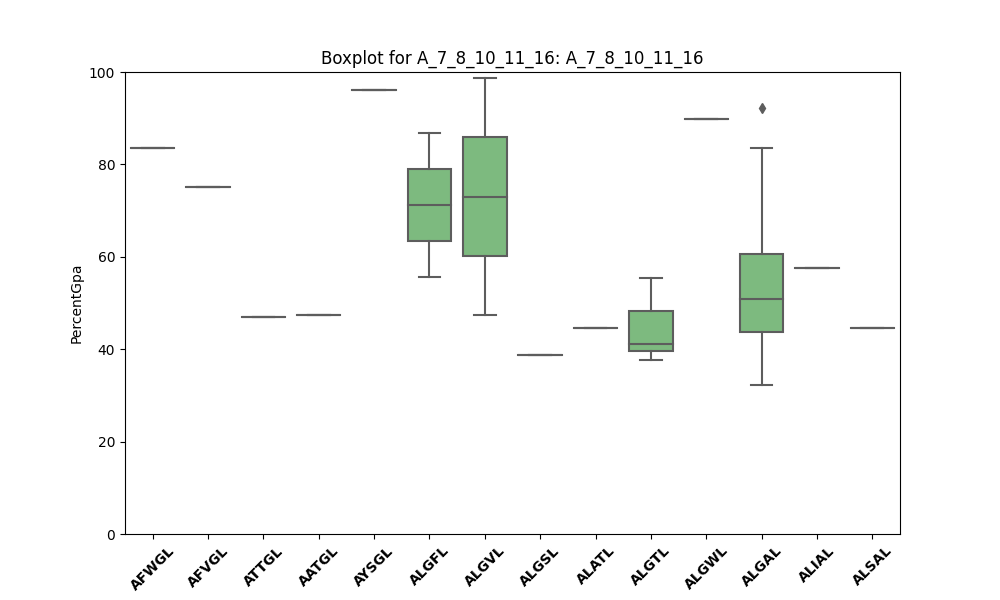 Boxplot for A_7_8_10_11_16: A_7_8_10_11_16
PercentGpa
100
80
60
40
20
0
AFWGL
AFVGL
ATTGL
AATGL
AYSGL
ALGFL
ALGVL
ALGSL
ALATL
ALGTL
ALGWL
ALGAL
ALIAL
ALSAL